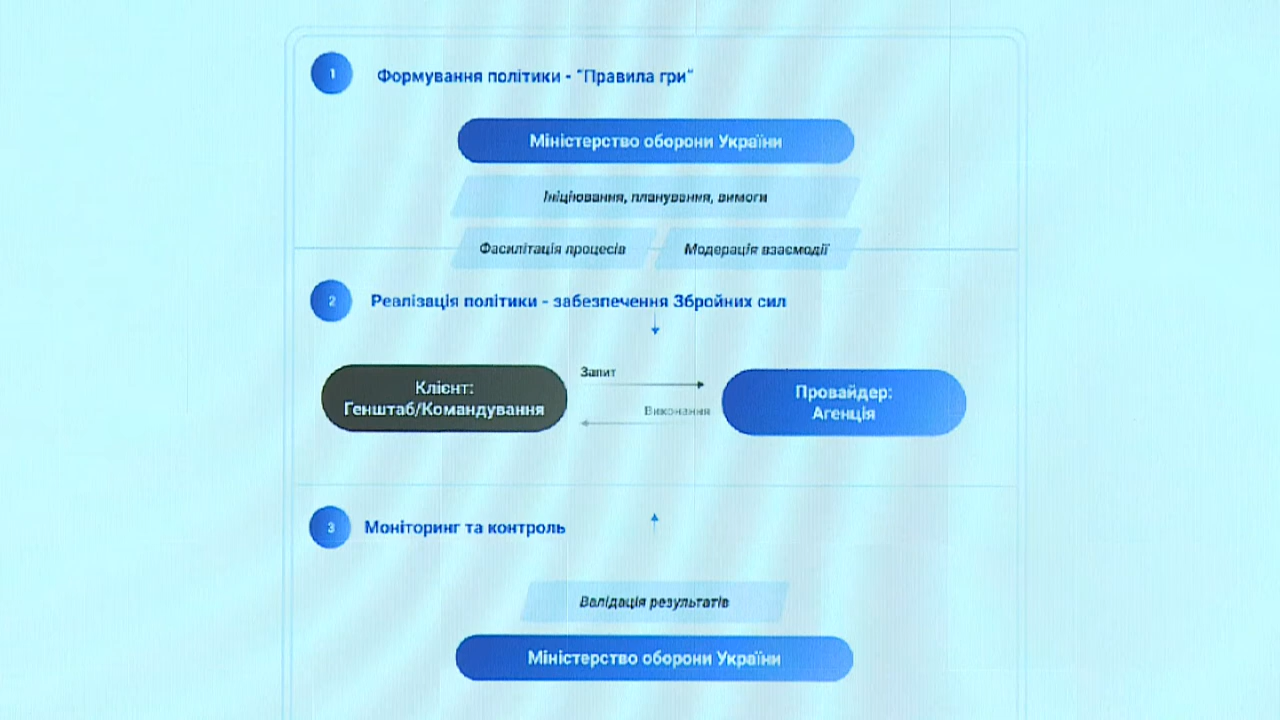 1
Формування політики - "Правила гри"
Міністерство оборони України
Ініціювання, планування, вимоги
Фасилітація процесів
Модерація взаємодії
2
Реалізація політики - забезпечення Збройних сил
Клієнт:
Генштаб/Командування
Запит
Виконання
Провайдер:
Агенція
3
Моніторинг та контроль
Валідація результатів
Міністерство оборони України